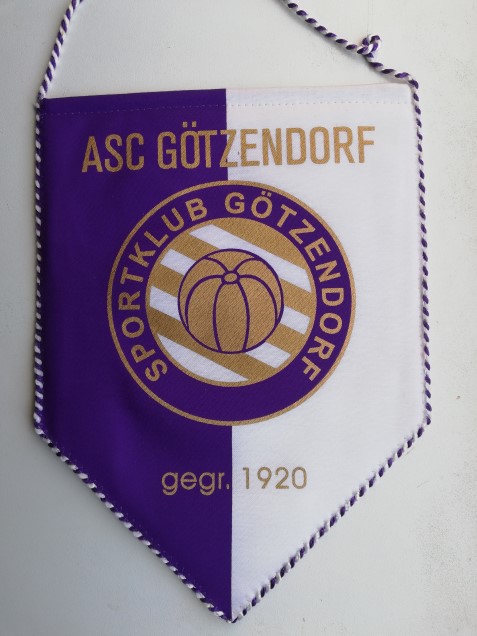 ASC GÖTZENDORF
SPORTKLUB GÖTZENDORF
gegr. 1920